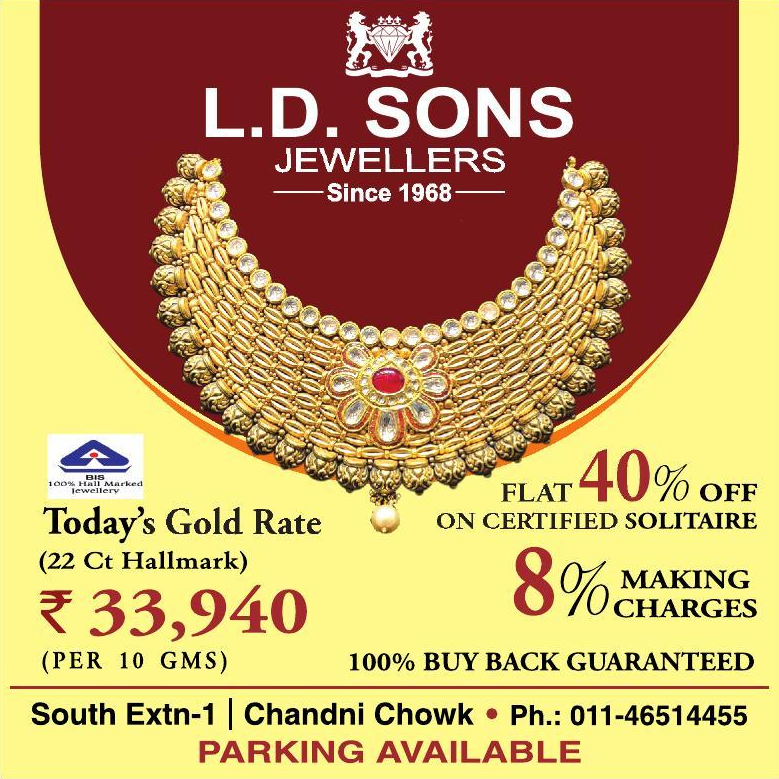 L.D. SONS
JEWELLERS
Since 1968
BIS
100% Hall Marked
Jewellery
Today's Gold Rate
(22 Ct Hallmark)
₹ 33,940
(PER 10 GMS)
FLAT 40% OFF
ON CERTIFIED SOLITAIRE
8% MAKING
CHARGES
100% BUY BACK GUARANTEED
South Extn-1 | Chandni Chowk • Ph.: 011-46514455
PARKING AVAILABLE